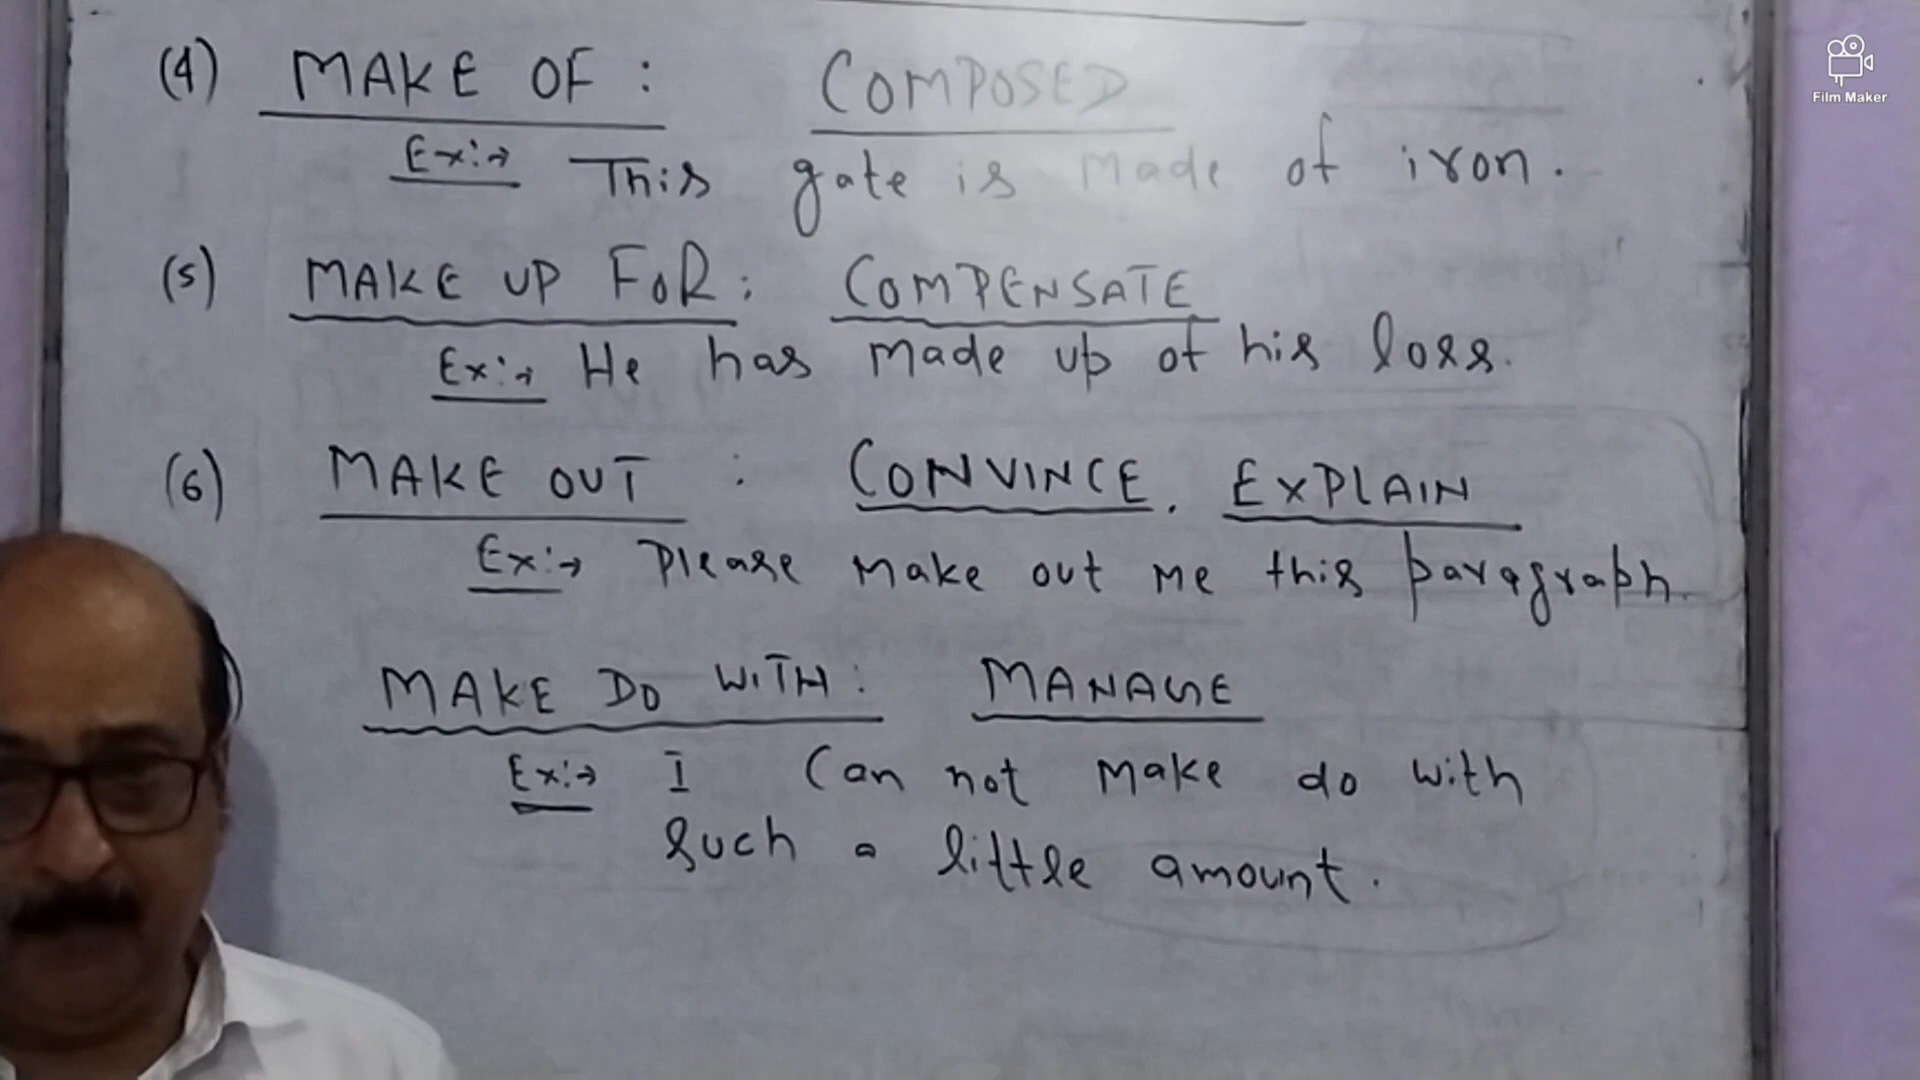 (4) MAKE OF : COMPOSED
Ex:→ This gate is made of iron.
(5) MAKE UP FOR : COMPENSATE
Ex:→ He has made up of his loss.
(6) MAKE OUT : CONVINCE, EXPLAIN
Ex:→ Please make out me this paragraph.
) MAKE DO WITH : MANAGE
Ex:→ I can not make do with
such a little amount.
Film Maker